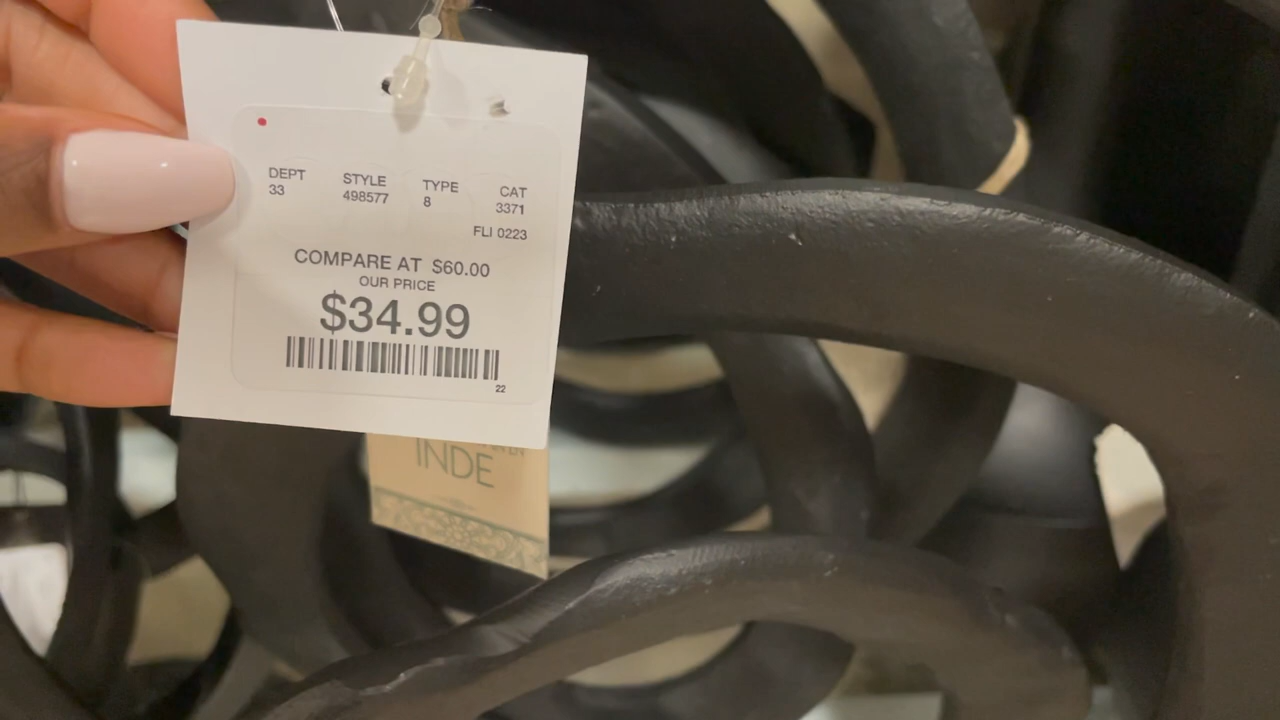 DEPT STYLE TYPE CAT
33 498577 8 3371
FLI 0223
COMPARE AT $60.00
OUR PRICE
$34.99
22
INDE